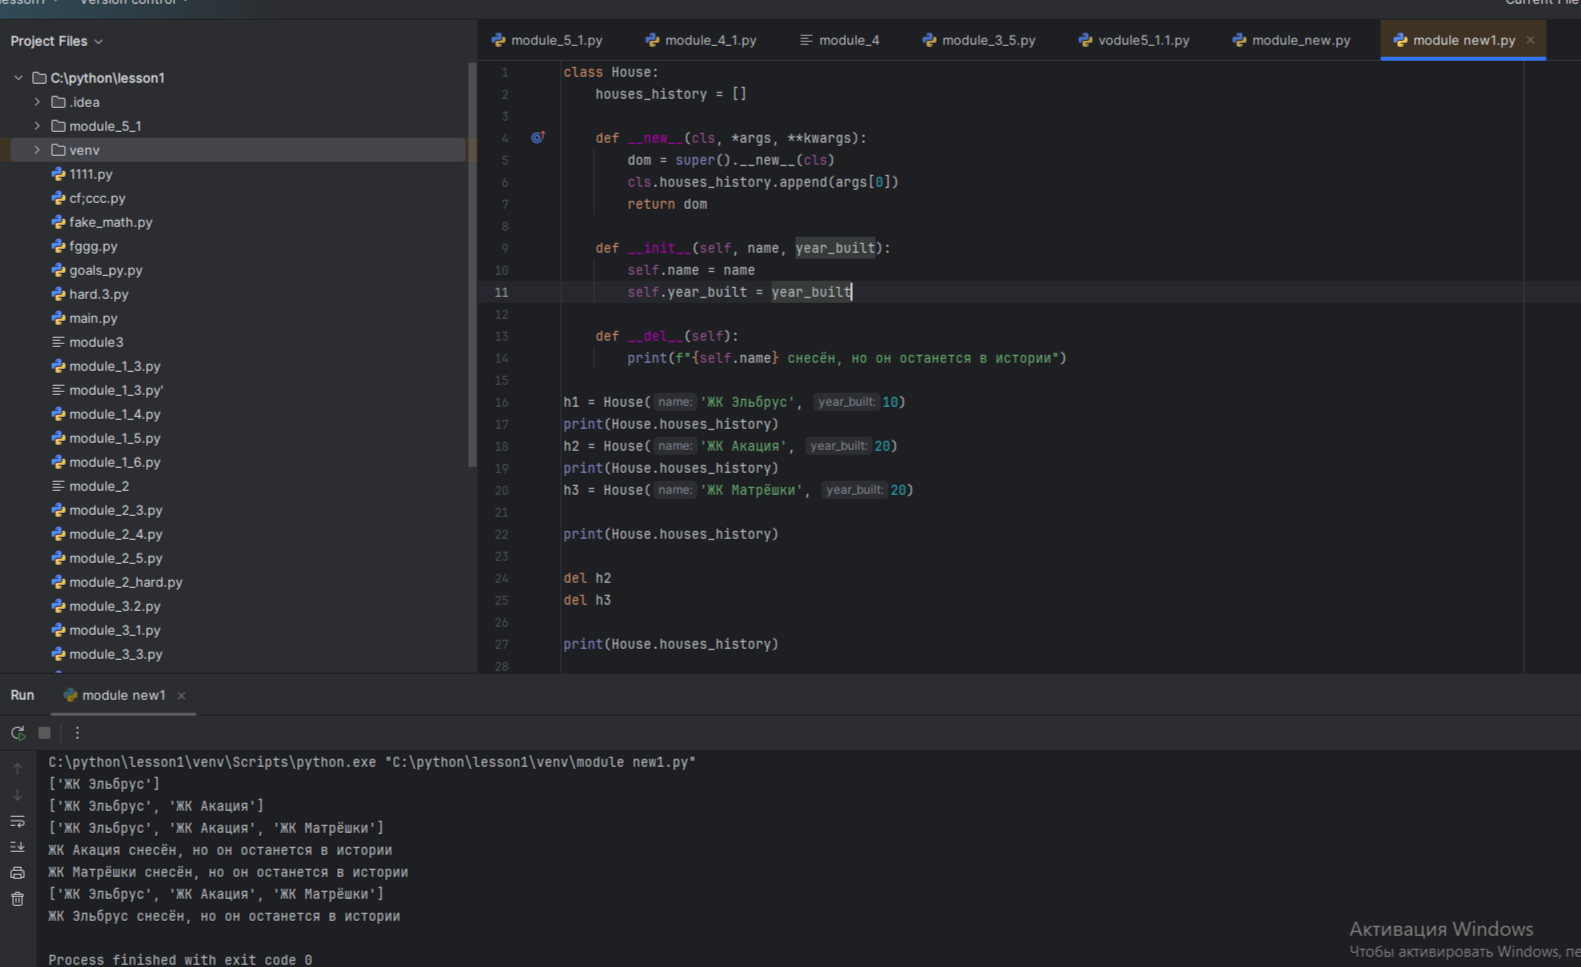 Version control
Current File
Project Files
module_5_1.py
module_4_1.py
module_4
module_3_5.py
vodule5_1.1.py
module_new.py
module new1.py
C:\python\lesson1
.idea
module_5_1
venv
1111.py
cf;ccc.py
fake_math.py
fggg.py
goals_py.py
hard.3.py
main.py
module3
module_1_3.py
module_1_3.py'
module_1_4.py
module_1_5.py
module_1_6.py
module_2
module_2_3.py
module_2_4.py
module_2_5.py
module_2_hard.py
module_3.2.py
module_3_1.py
module_3_3.py
1 class House:
2 houses_history = []
3
4 def __new__(cls, *args, **kwargs):
5 dom = super().__new__(cls)
6 cls.houses_history.append(args[0])
7 return dom
8
9 def __init__(self, name, year_built):
10 self.name = name
11 self.year_built = year_built
12
13 def __del__(self):
14 print(f"{self.name} снесён, но он останется в истории")
15
16 h1 = House( name: 'ЖК Эльбрус', year_built: 10)
17 print(House.houses_history)
18 h2 = House( name: 'ЖК Акация', year_built: 20)
19 print(House.houses_history)
20 h3 = House( name: 'ЖК Матрёшки', year_built: 20)
21
22 print(House.houses_history)
23
24 del h2
25 del h3
26
27 print(House.houses_history)
28
Run
module new1
C:\python\lesson1\venv\Scripts\python.exe "C:\python\lesson1\venv\module new1.py"
['ЖК Эльбрус']
['ЖК Эльбрус', 'ЖК Акация']
['ЖК Эльбрус', 'ЖК Акация', 'ЖК Матрёшки']
ЖК Акация снесён, но он останется в истории
ЖК Матрёшки снесён, но он останется в истории
['ЖК Эльбрус', 'ЖК Акация', 'ЖК Матрёшки']
ЖК Эльбрус снесён, но он останется в истории
Process finished with exit code 0
Активация Windows
Чтобы активировать Windows,